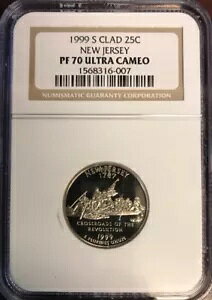 1999 S CLAD 25C
NEW JERSEY
PF 70 ULTRA CAMEO
1568316-007
NUMISMATIC GUARANTY CORPORATION
NEW JERSEY
1787
CROSSROADS OF THE
REVOLUTION
1999
E PLURIBUS UNUM